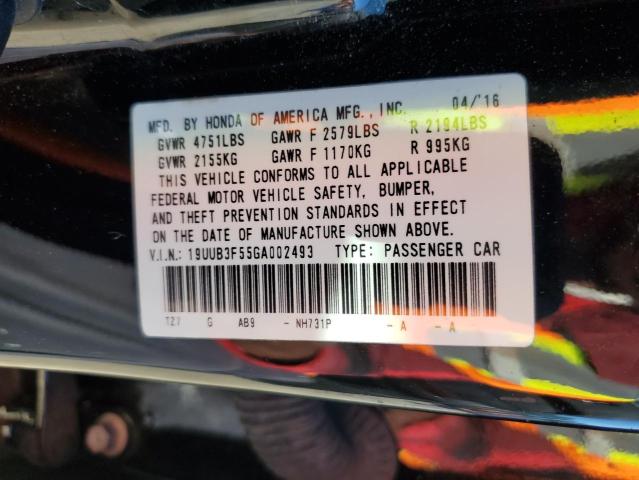 MFD. BY HONDA OF AMERICA MFG., INC. 04/'16
GVWR 4751LBS GAWR F 2579LBS R 2194LBS
GVWR 2155KG GAWR F 1170KG R 995KG
THIS VEHICLE CONFORMS TO ALL APPLICABLE
FEDERAL MOTOR VEHICLE SAFETY, BUMPER,
AND THEFT PREVENTION STANDARDS IN EFFECT
ON THE DATE OF MANUFACTURE SHOWN ABOVE.
V.I.N.: 19UUB3F55GA002493 TYPE: PASSENGER CAR
T27 G AB9 - NH731P - A - A